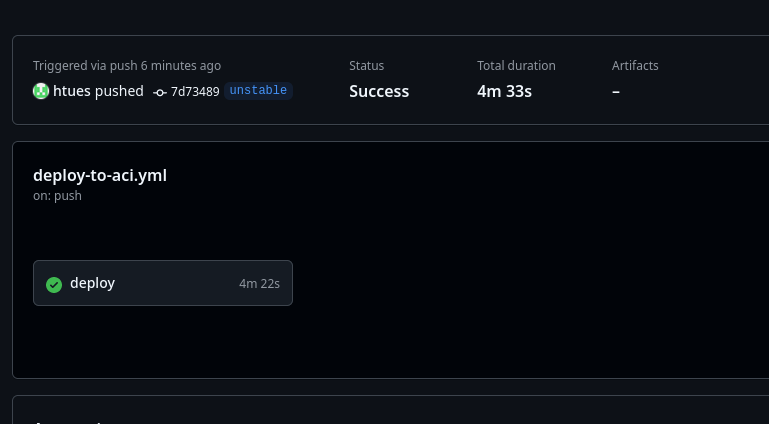 Triggered via push 6 minutes ago
htues pushed 7d73489 unstable
Status
Success
Total duration
4m 33s
Artifacts
–
deploy-to-aci.yml
on: push
deploy 4m 22s